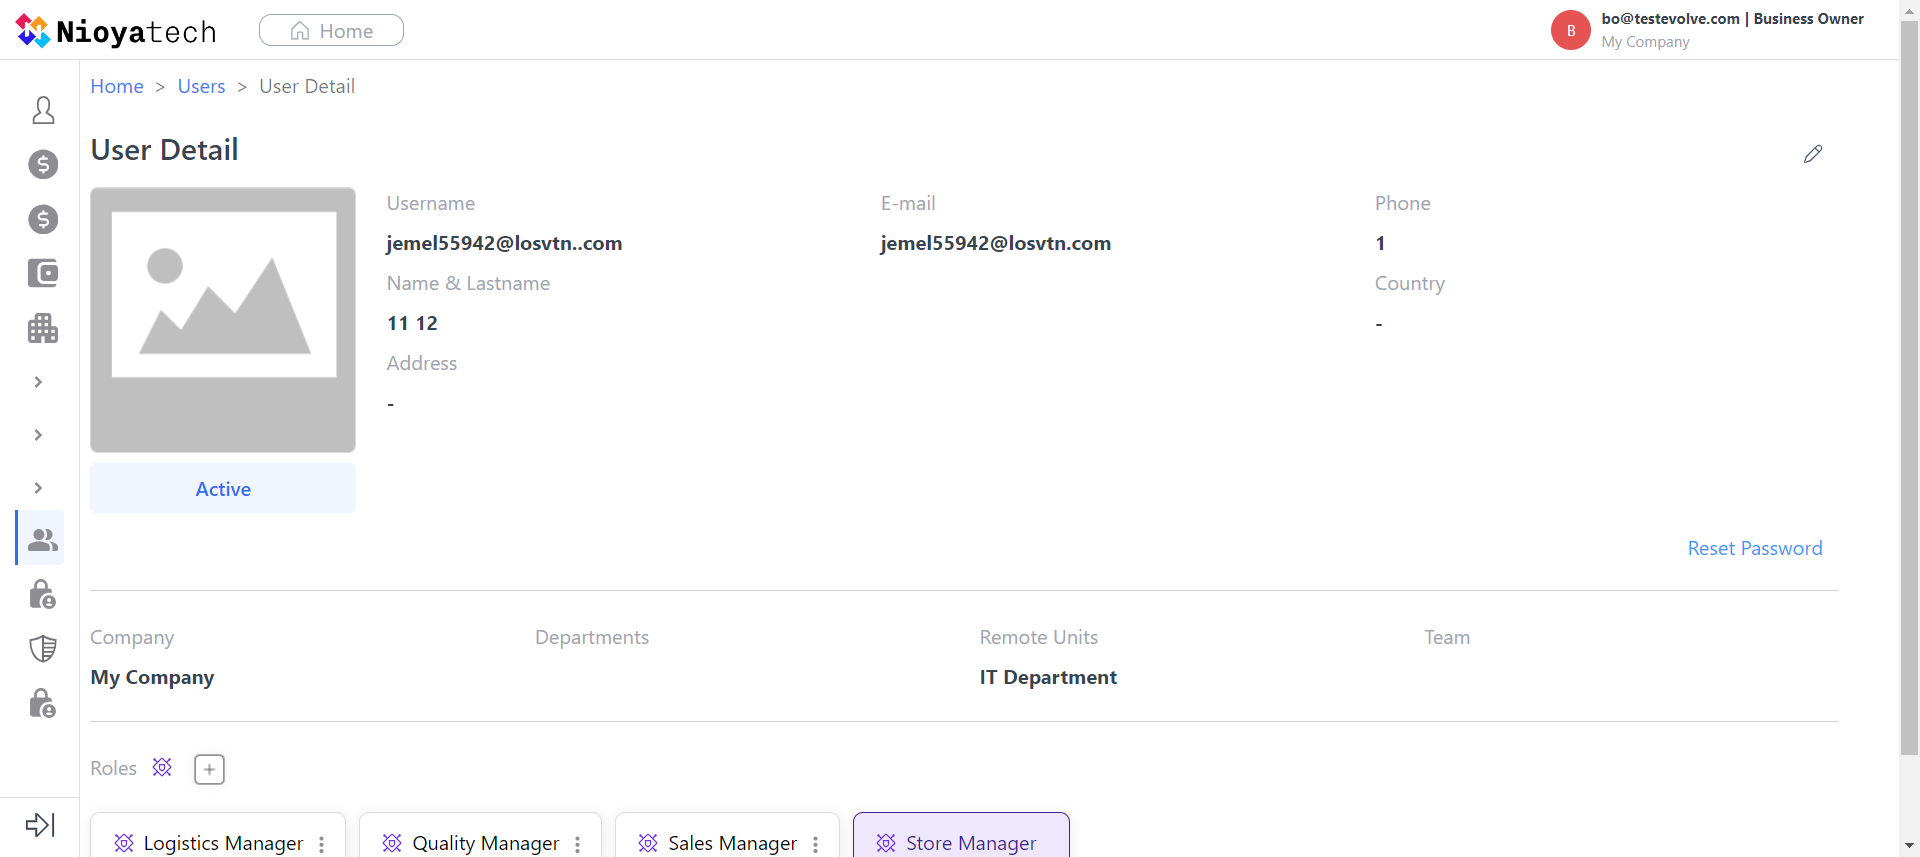 Nioyatech
Home
B
bo@testevolve.com | Business Owner
My Company
Home > Users > User Detail
User Detail
Username
E-mail
Phone
jemel55942@losvtn..com
jemel55942@losvtn.com
1
Name & Lastname
Country
11 12
-
Address
-
Active
Reset Password
Company
Departments
Remote Units
Team
My Company
IT Department
Roles
Logistics Manager
Quality Manager
Sales Manager
Store Manager